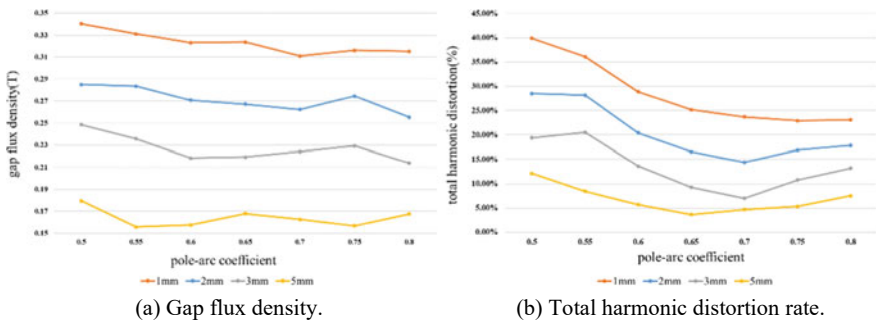 0.35
0.33
0.31
0.29
0.27
0.25
0.23
0.21
0.19
0.17
0.15
gap flux density(T)
0.5 0.55 0.6 0.65 0.7 0.75 0.8
pole-arc coefficient
1mm 2mm 3mm 5mm
(a) Gap flux density.
45.00%
40.00%
35.00%
30.00%
25.00%
20.00%
15.00%
10.00%
5.00%
0.00%
total harmonic distortion(%)
0.5 0.55 0.6 0.65 0.7 0.75 0.8
pole-arc coefficient
1mm 2mm 3mm 5mm
(b) Total harmonic distortion rate.